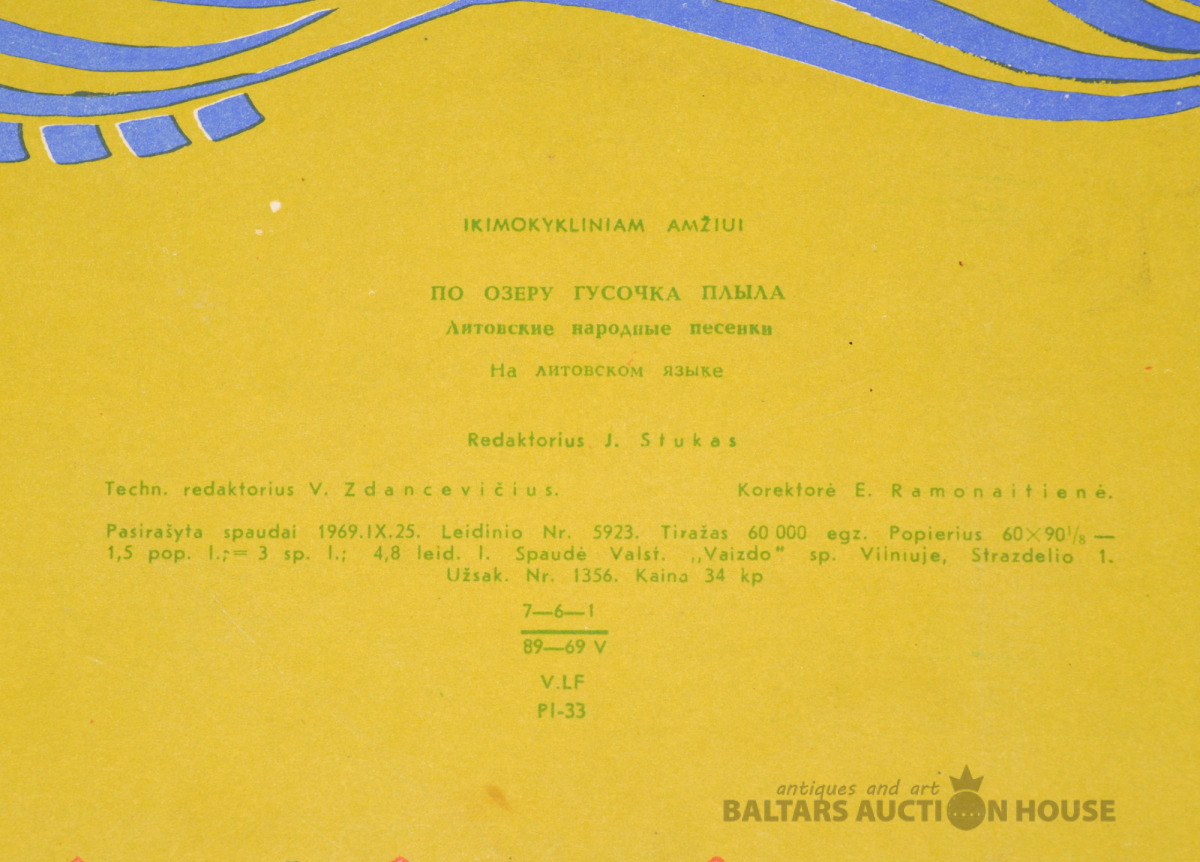 IKIMOKYKLINIAM AMŽIUI
ПО ОЗЕРУ ГУСОЧКА ПЛЫЛА
Литовские народные песенки
На литовском языке
Redaktorius J. Stukas
Techn. redaktorius V. Zdancevičius. Korektorė E. Ramonaitienė.
Pasirašyta spaudai 1969.IX.25. Leidinio Nr. 5923. Tiražas 60 000 egz. Popierius 60×90¹/₈ —
1,5 pop. l.;= 3 sp. l.; 4,8 leid. l. Spaudė Valst. „Vaizdo" sp. Vilniuje, Strazdelio 1.
Užsak. Nr. 1356. Kaina 34 kp
7—6—1
89—69 V
V.LF
Pl-33
antiques and art
BALTARS AUCTION HOUSE